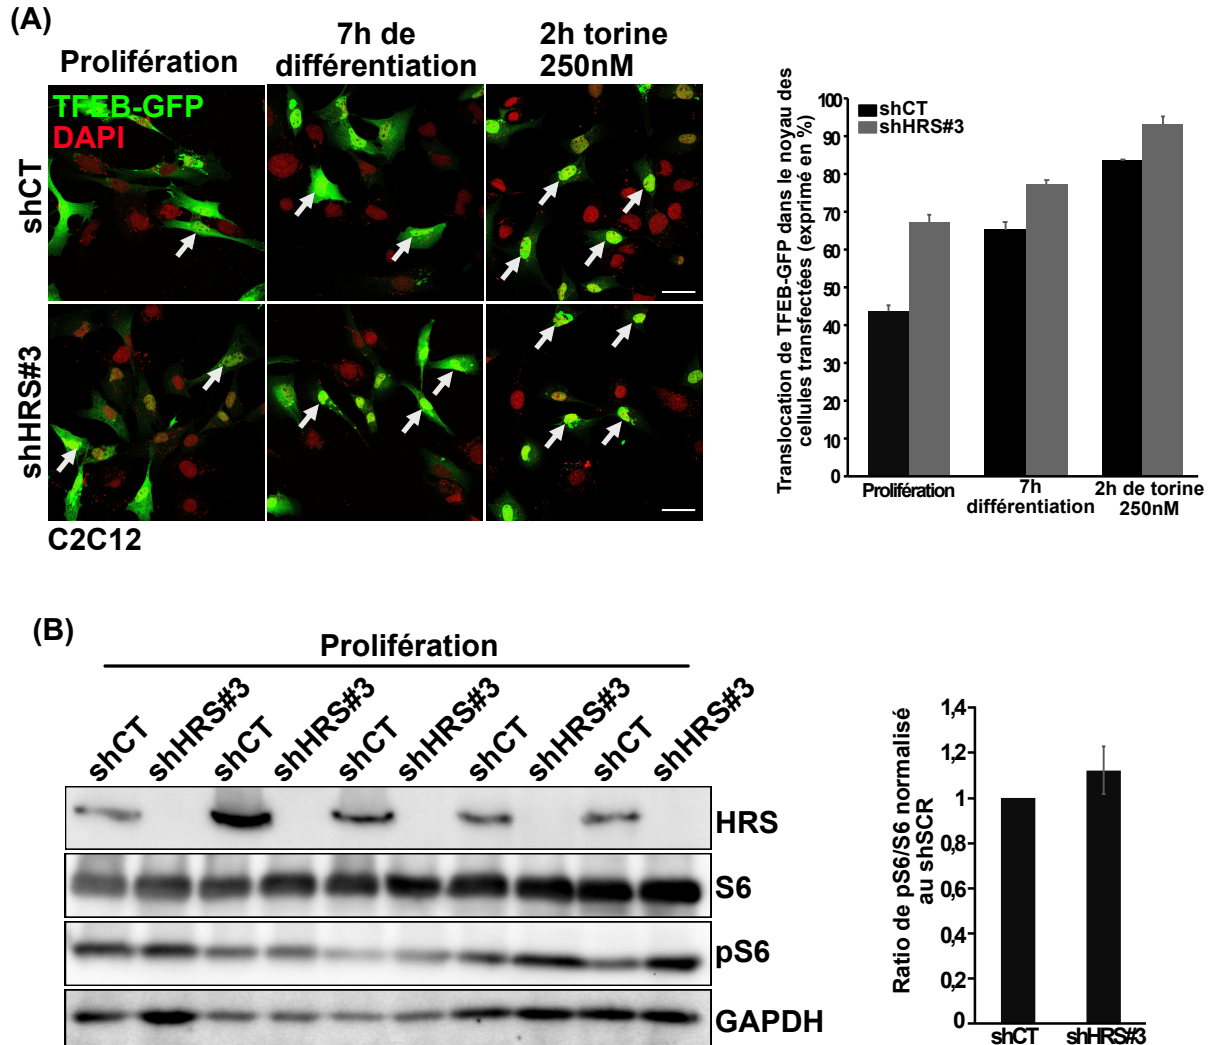 (A)
Prolifération
7h de
différentiation
2h torine
250nM
TFEB-GFP
DAPI
shCT
shHRS#3
C2C12
Translocation de TFEB-GFP dans le noyau des
cellules transfectées (exprimé en %)
100
90
80
70
60
50
40
30
20
10
0
shCT
shHRS#3
Prolifération
7h
différentiation
2h de torine
250nM
(B)
Prolifération
shCT shHRS#3 shCT shHRS#3 shCT shHRS#3 shCT shHRS#3 shCT shHRS#3
HRS
S6
pS6
GAPDH
Ratio de pS6/S6 normalisé
au shSCR
1,4
1,2
1
0,8
0,6
0,4
0,2
0
shCT
shHRS#3